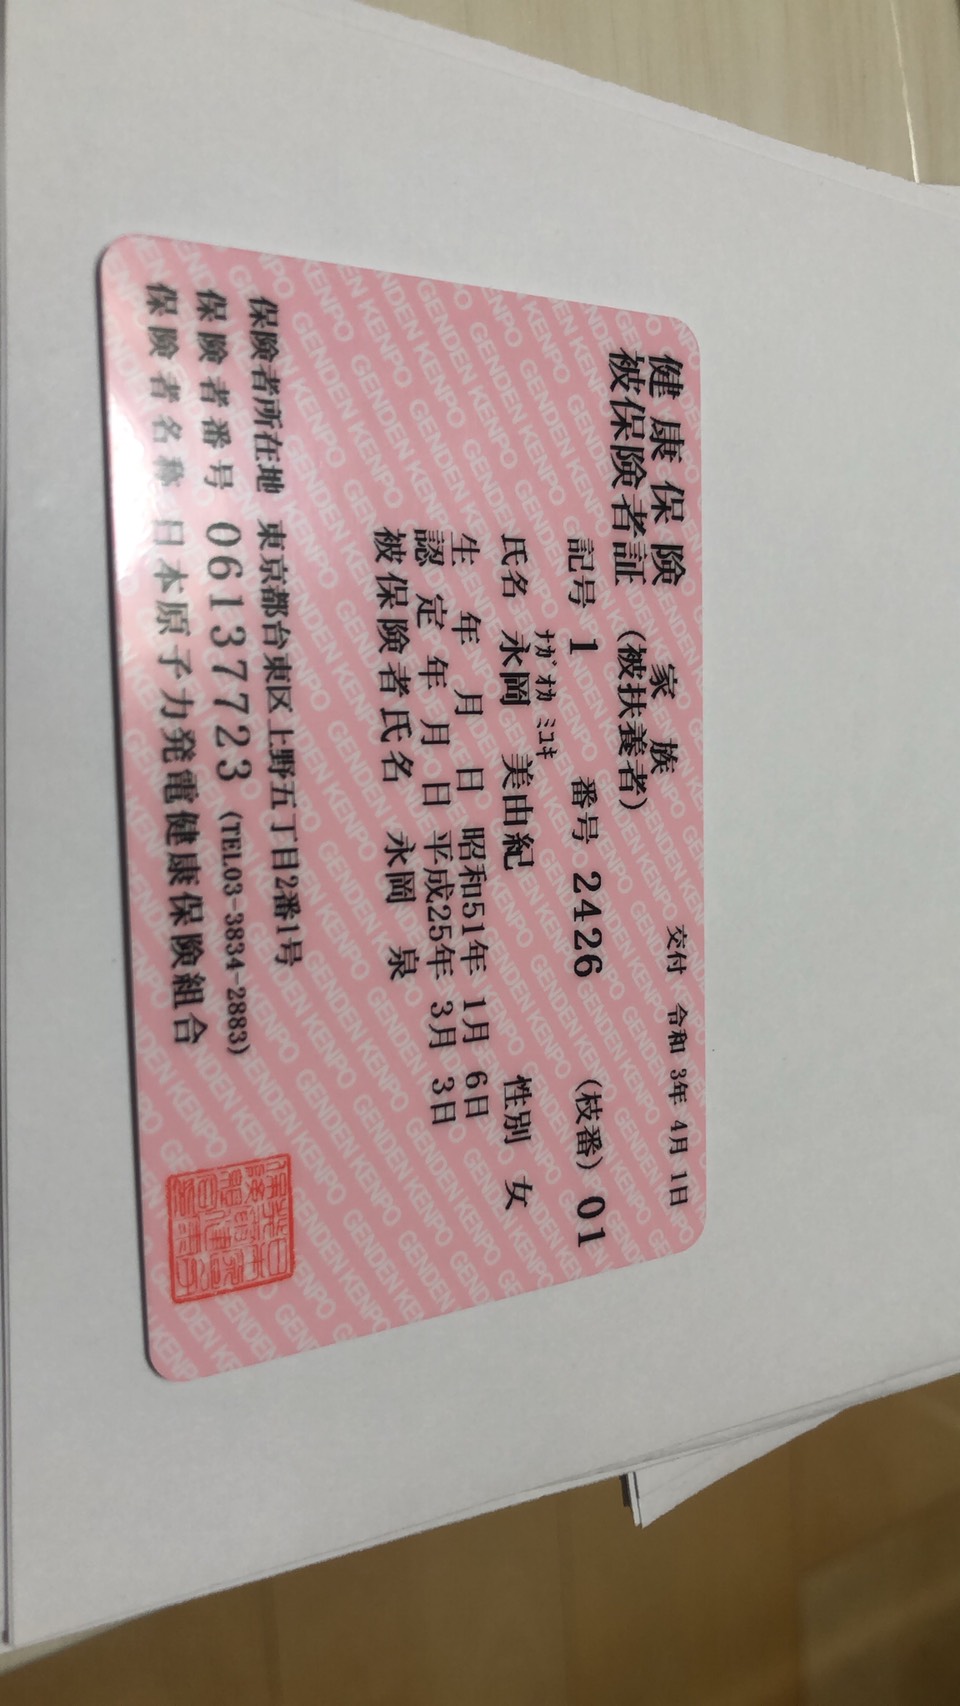 健康保険 家族 交付 令和 3年 4月 1日
被保険者証 (被扶養者)
記号 1 番号 2426 (枝番) 01
ﾅｶﾞｵｶ ﾐﾕｷ
氏名 永岡 美由紀 性別 女
生年月日 昭和51年 1月 6日
認定年月日 平成25年 3月 3日
被保険者氏名 永岡 泉
保険者所在地 東京都台東区上野五丁目2番1号
保険者番号 06137723 (TEL03-3834-2883)
保険者名称 日本原子力発電健康保険組合
GENDEN KENPO